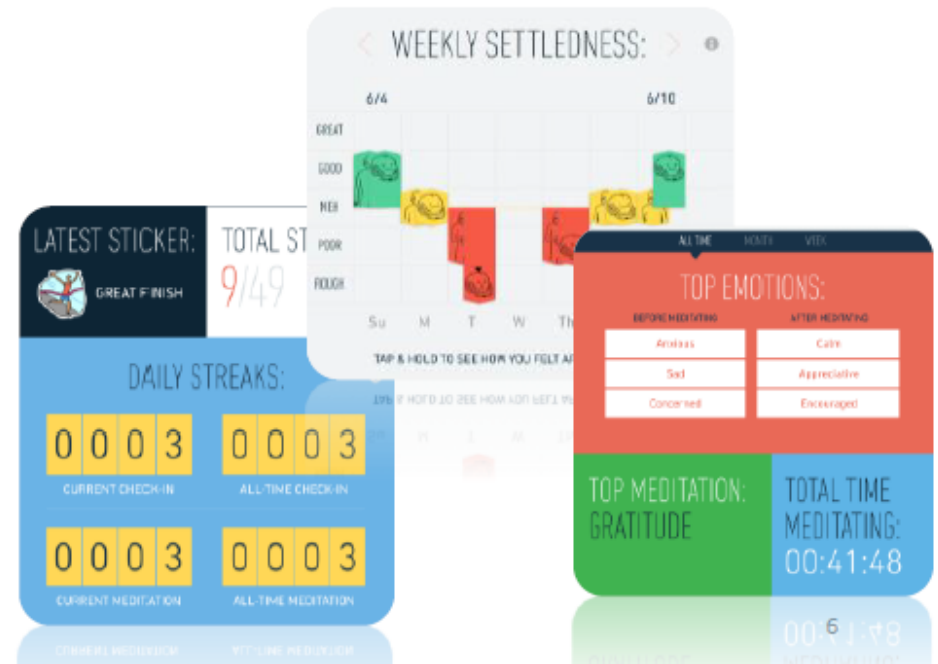 WEEKLY SETTLEDNESS:
6/4 6/10
GREAT
GOOD
MEH
POOR
ROUGH
Su M T W Th
TAP & HOLD TO SEE HOW YOU FELT
LATEST STICKER:
GREAT FINISH
TOTAL ST
9/49
DAILY STREAKS:
0003 0003
CURRENT CHECK-IN ALL-TIME CHECK-IN
0003 0003
CURRENT MEDITATION ALL-TIME MEDITATION
ALL TIME MONTH WEEK
TOP EMOTIONS:
BEFORE MEDITATING AFTER MEDITATING
Anxious Calm
Sad Appreciative
Concerned Encouraged
TOP MEDITATION:
GRATITUDE
TOTAL TIME
MEDITATING:
00:41:48
6